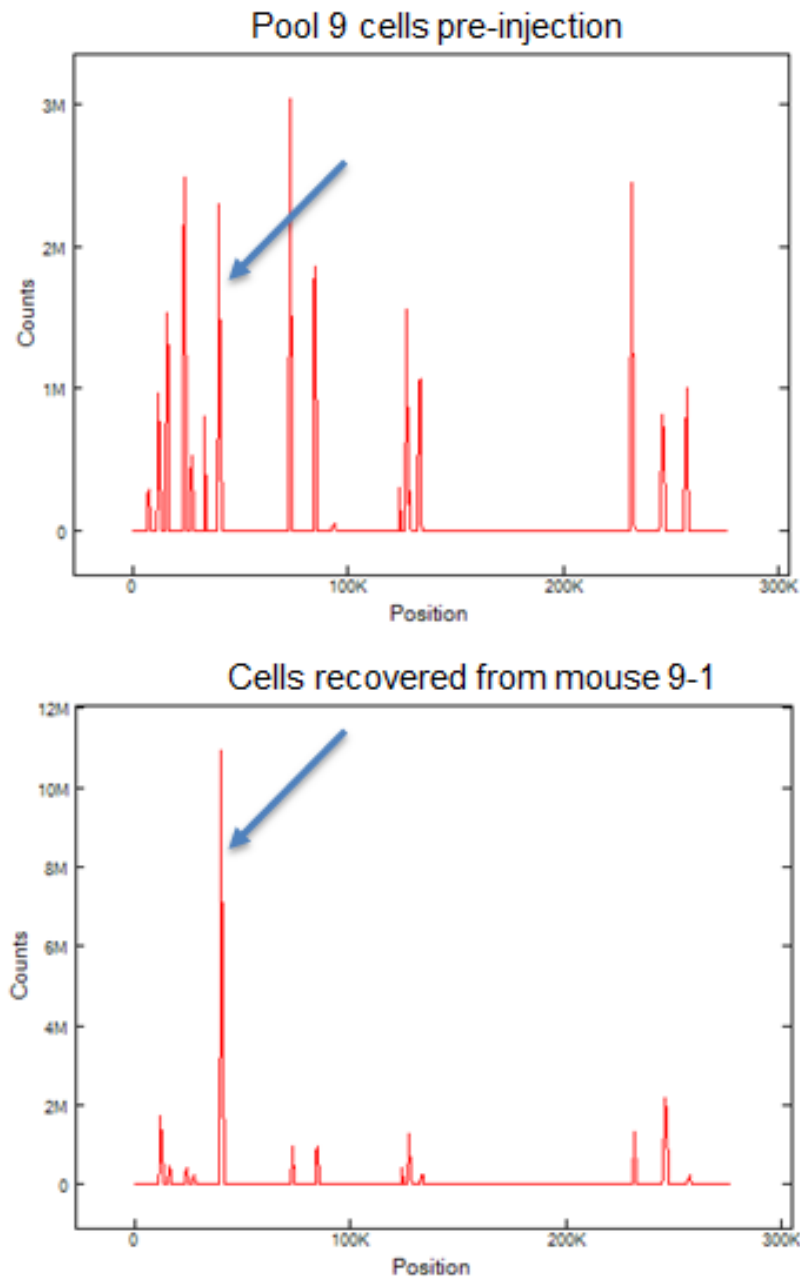 Pool 9 cells pre-injection
3M
2M
1M
0
Counts
0 100K 200K 300K
Position
Cells recovered from mouse 9-1
12M
10M
8M
6M
4M
2M
0
Counts
0 100K 200K 300K
Position